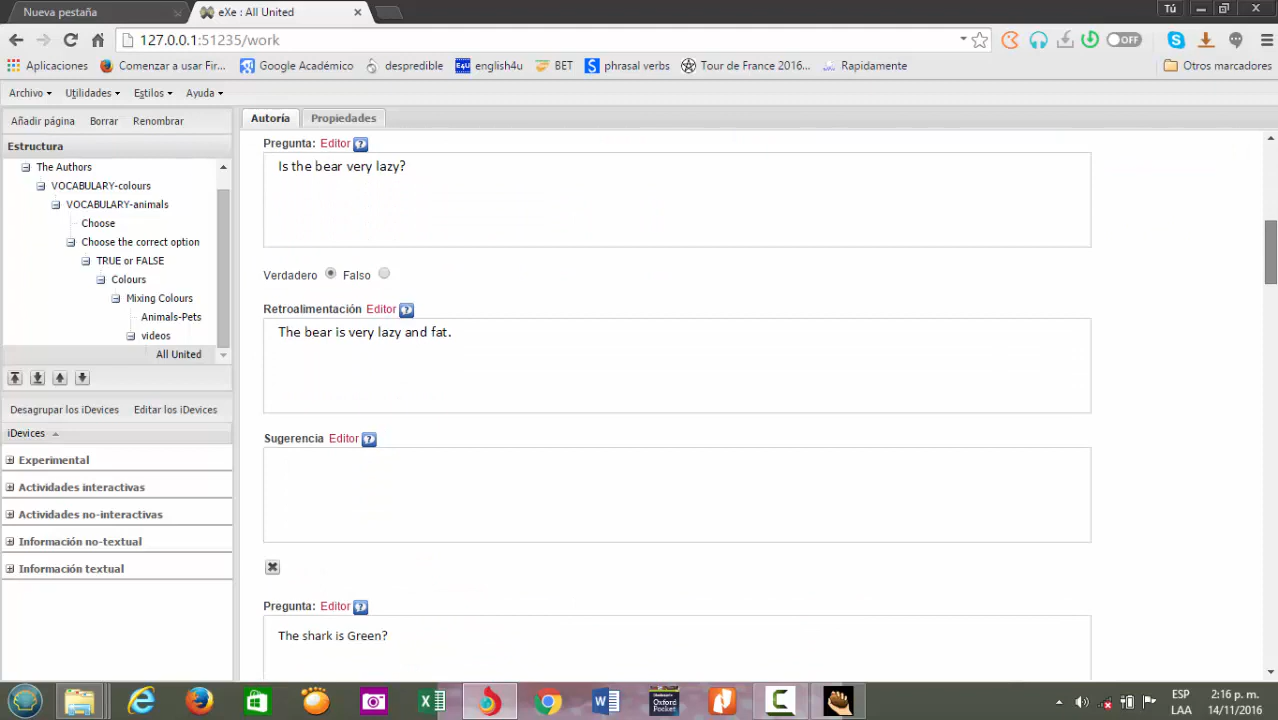 Nueva pestaña
eXe : All United
Tú
127.0.0.1:51235/work
OFF
Aplicaciones
Comenzar a usar Fir...
Google Académico
despredible
E4U english4u
BET
S phrasal verbs
Tour de France 2016...
Rapidamente
Otros marcadores
Archivo
Utilidades
Estilos
Ayuda
Añadir página
Borrar
Renombrar
Autoría
Propiedades
Estructura
The Authors
VOCABULARY-colours
VOCABULARY-animals
Choose
Choose the correct option
TRUE or FALSE
Colours
Mixing Colours
Animals-Pets
videos
All United
Desagrupar los iDevices
Editar los iDevices
iDevices
Experimental
Actividades interactivas
Actividades no-interactivas
Información no-textual
Información textual
Pregunta: Editor ?
Is the bear very lazy?
Verdadero Falso
Retroalimentación Editor ?
The bear is very lazy and fat.
Sugerencia Editor ?
Pregunta: Editor ?
The shark is Green?
Oxford
Pocket
ESP
LAA
2:16 p. m.
14/11/2016